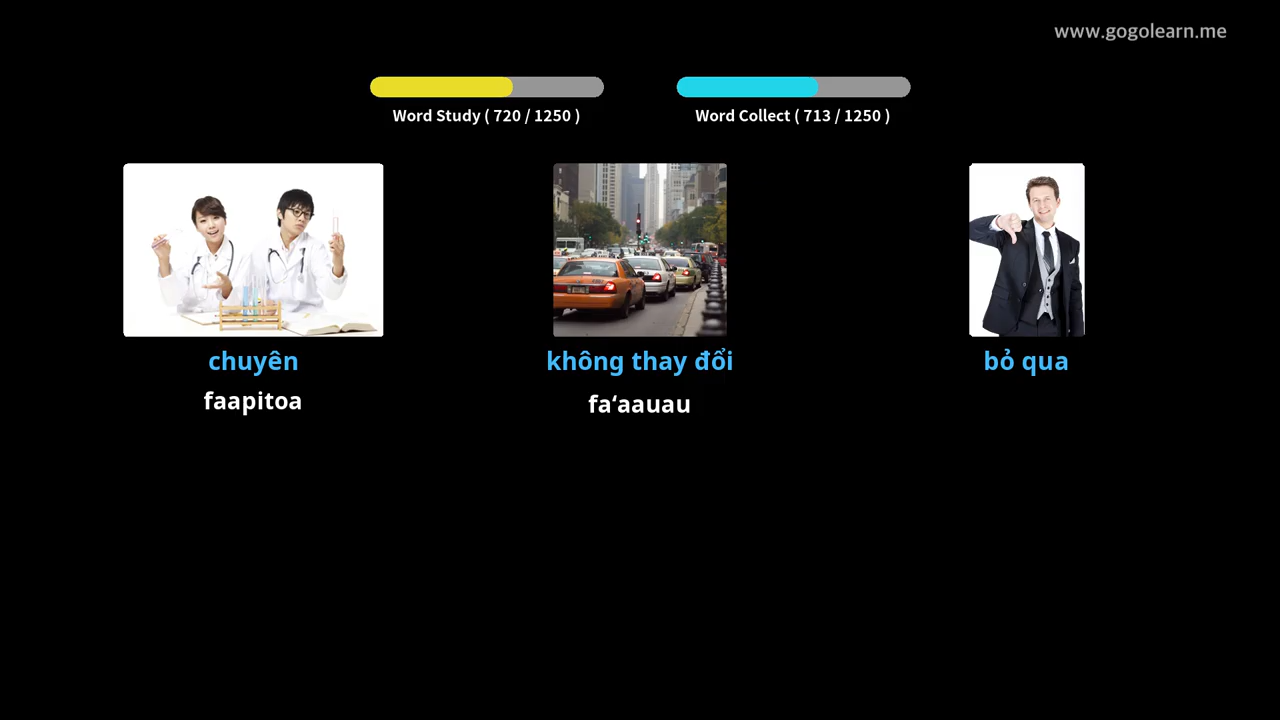 www.gogolearn.me
Word Study ( 720 / 1250 )
Word Collect ( 713 / 1250 )
chuyên
không thay đổi
bỏ qua
faapitoa
fa‘aauau